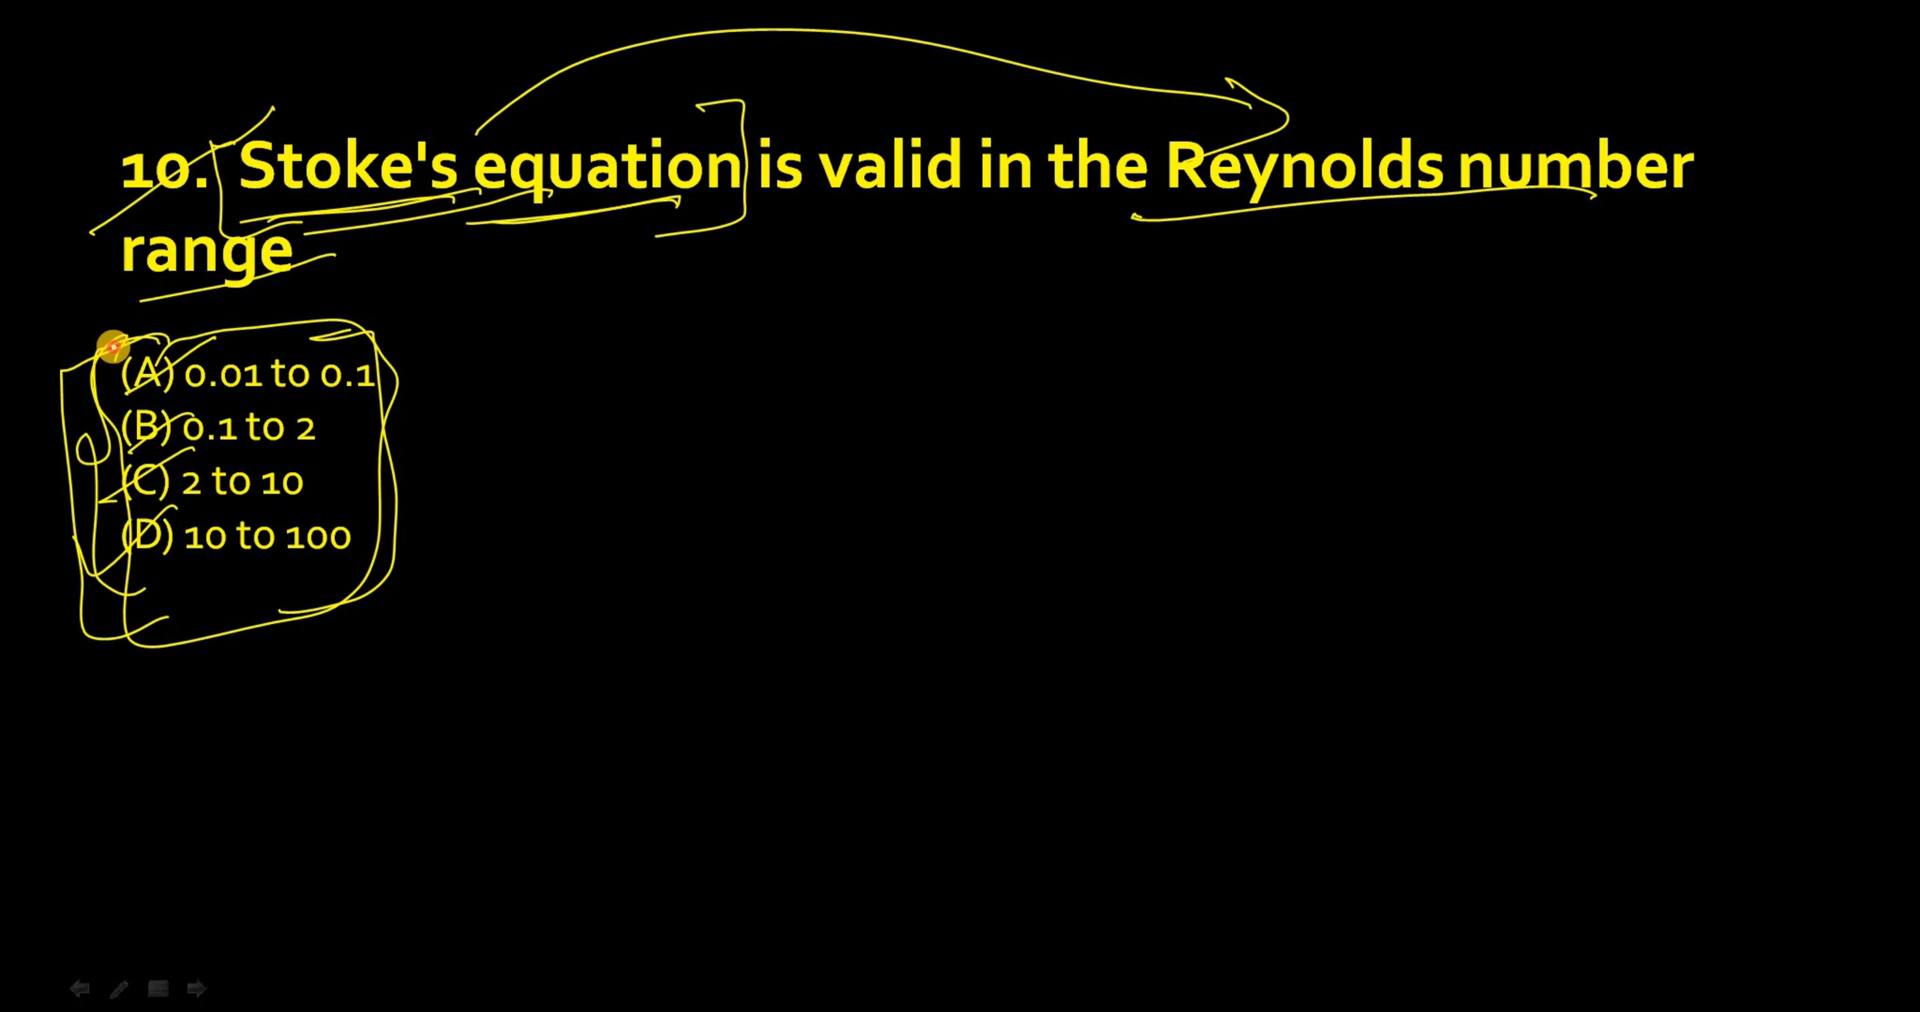 10. Stoke's equation is valid in the Reynolds number
range
(A) 0.01 to 0.1
(B) 0.1 to 2
(C) 2 to 10
(D) 10 to 100